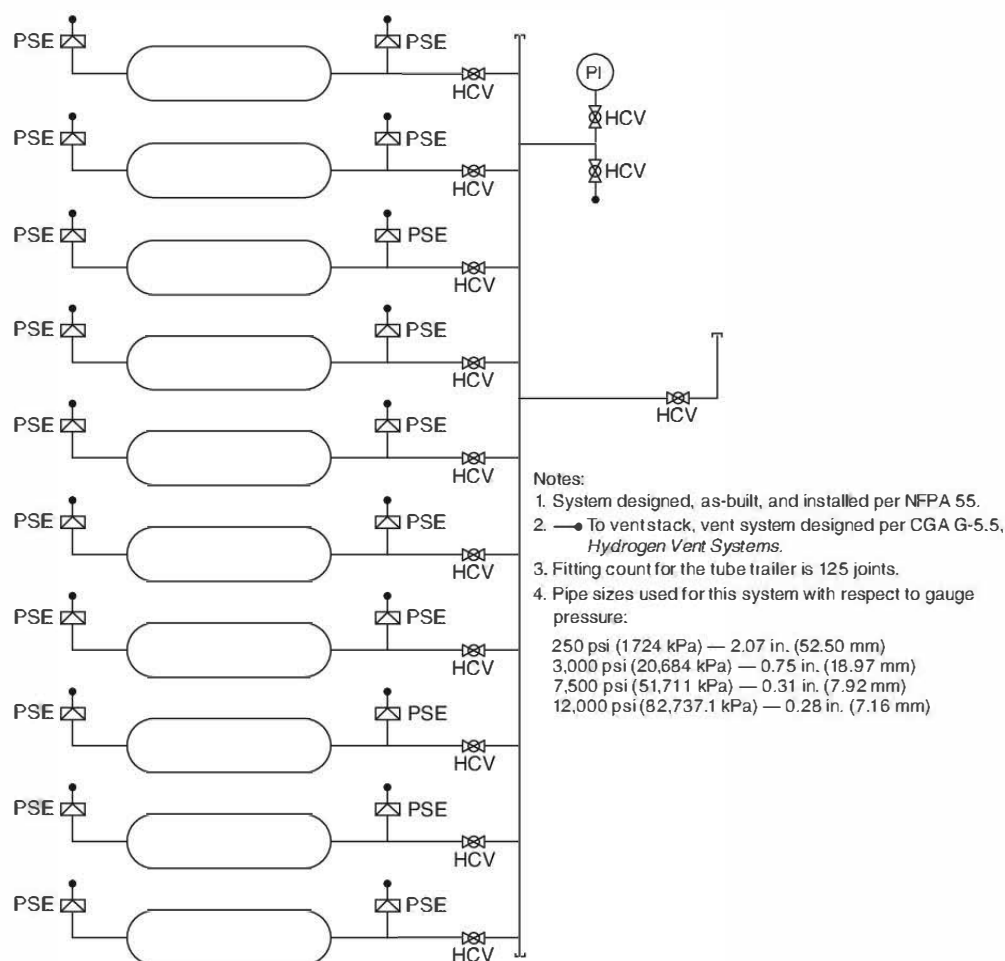 PSE PSE
HCV
PI
HCV
PSE PSE
HCV
HCV
PSE PSE
HCV
PSE PSE
HCV
HCV
PSE PSE
HCV
Notes:
1. System designed, as-built, and installed per NFPA 55.
2. To vent stack, vent system designed per CGA G-5.5,
Hydrogen Vent Systems.
3. Fitting count for the tube trailer is 125 joints.
4. Pipe sizes used for this system with respect to gauge
pressure:
250 psi (1724 kPa) — 2.07 in. (52.50 mm)
3,000 psi (20,684 kPa) — 0.75 in. (18.97 mm)
7,500 psi (51,711 kPa) — 0.31 in. (7.92 mm)
12,000 psi (82,737.1 kPa) — 0.28 in. (7.16 mm)
PSE PSE
HCV
PSE PSE
HCV
PSE PSE
HCV
PSE PSE
HCV
PSE PSE
HCV